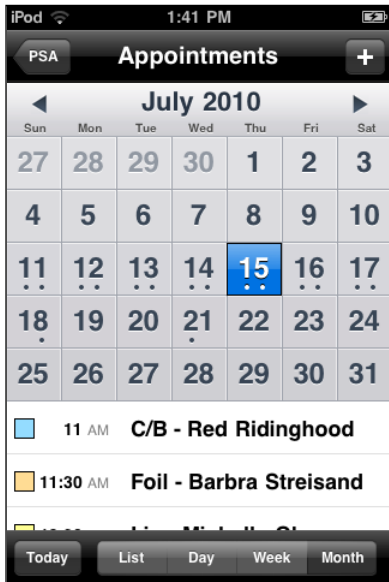 iPod 1:41 PM
PSA Appointments +
July 2010
Sun Mon Tue Wed Thu Fri Sat
27 28 29 30 1 2 3
4 5 6 7 8 9 10
11 12 13 14 15 16 17
18 19 20 21 22 23 24
25 26 27 28 29 30 31
11 AM C/B - Red Ridinghood
11:30 AM Foil - Barbra Streisand
Today List Day Week Month